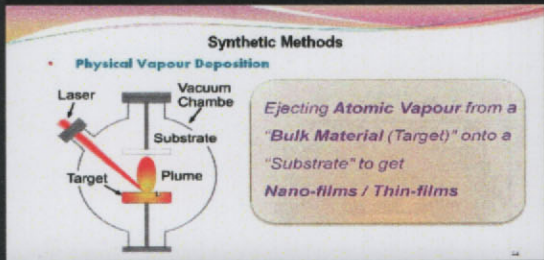 Synthetic Methods
• Physical Vapour Deposition
Laser
Vacuum
Chambe
Substrate
Target
Plume
Ejecting Atomic Vapour from a
"Bulk Material (Target)" onto a
"Substrate" to get
Nano-films / Thin-films